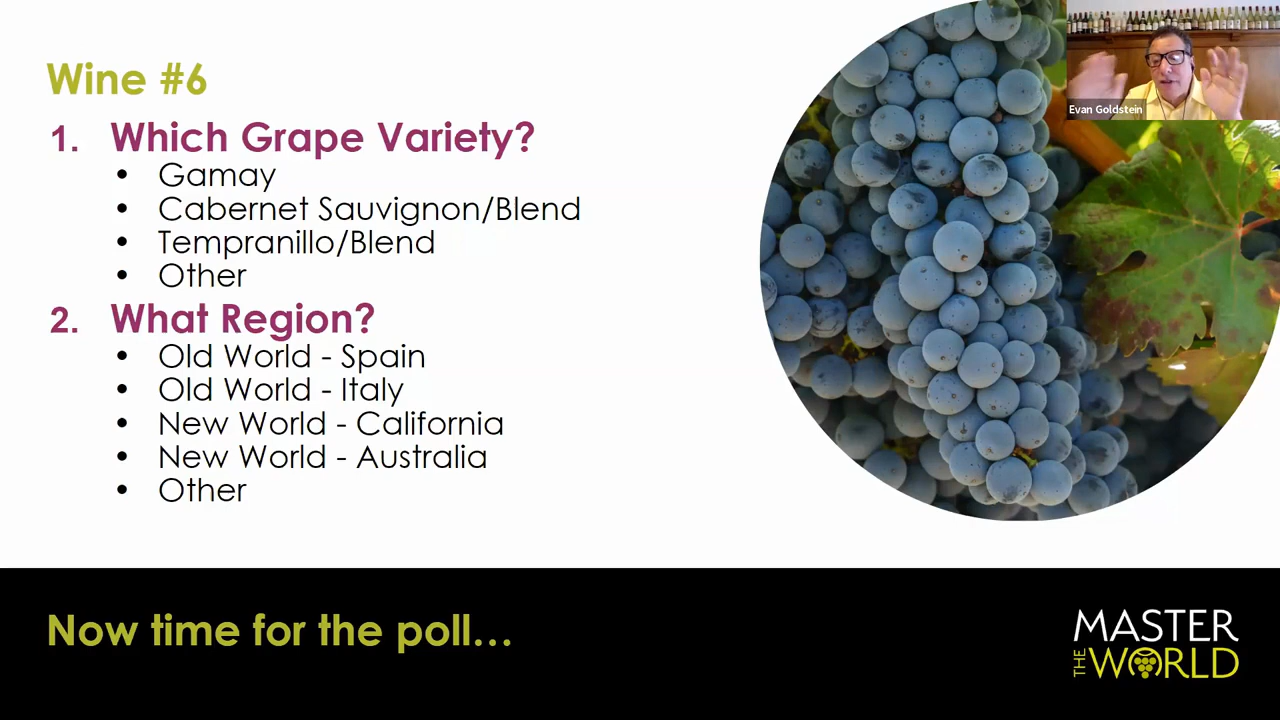 Wine #6
1. Which Grape Variety?
• Gamay
• Cabernet Sauvignon/Blend
• Tempranillo/Blend
• Other
2. What Region?
• Old World - Spain
• Old World - Italy
• New World - California
• New World - Australia
• Other
Evan Goldstein
Now time for the poll...
MASTER
THE WORLD